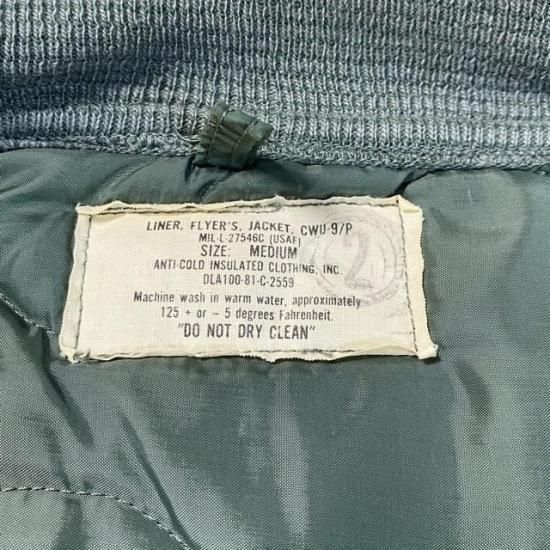 LINER, FLYER'S, JACKET, CWU-9/P
MIL-L-27546C (USAF)
SIZE: MEDIUM
ANTI-COLD INSULATED CLOTHING, INC.
DLA100-81-C-2559
Machine wash in warm water, approximately
125 + or - 5 degrees Fahrenheit.
"DO NOT DRY CLEAN"
2